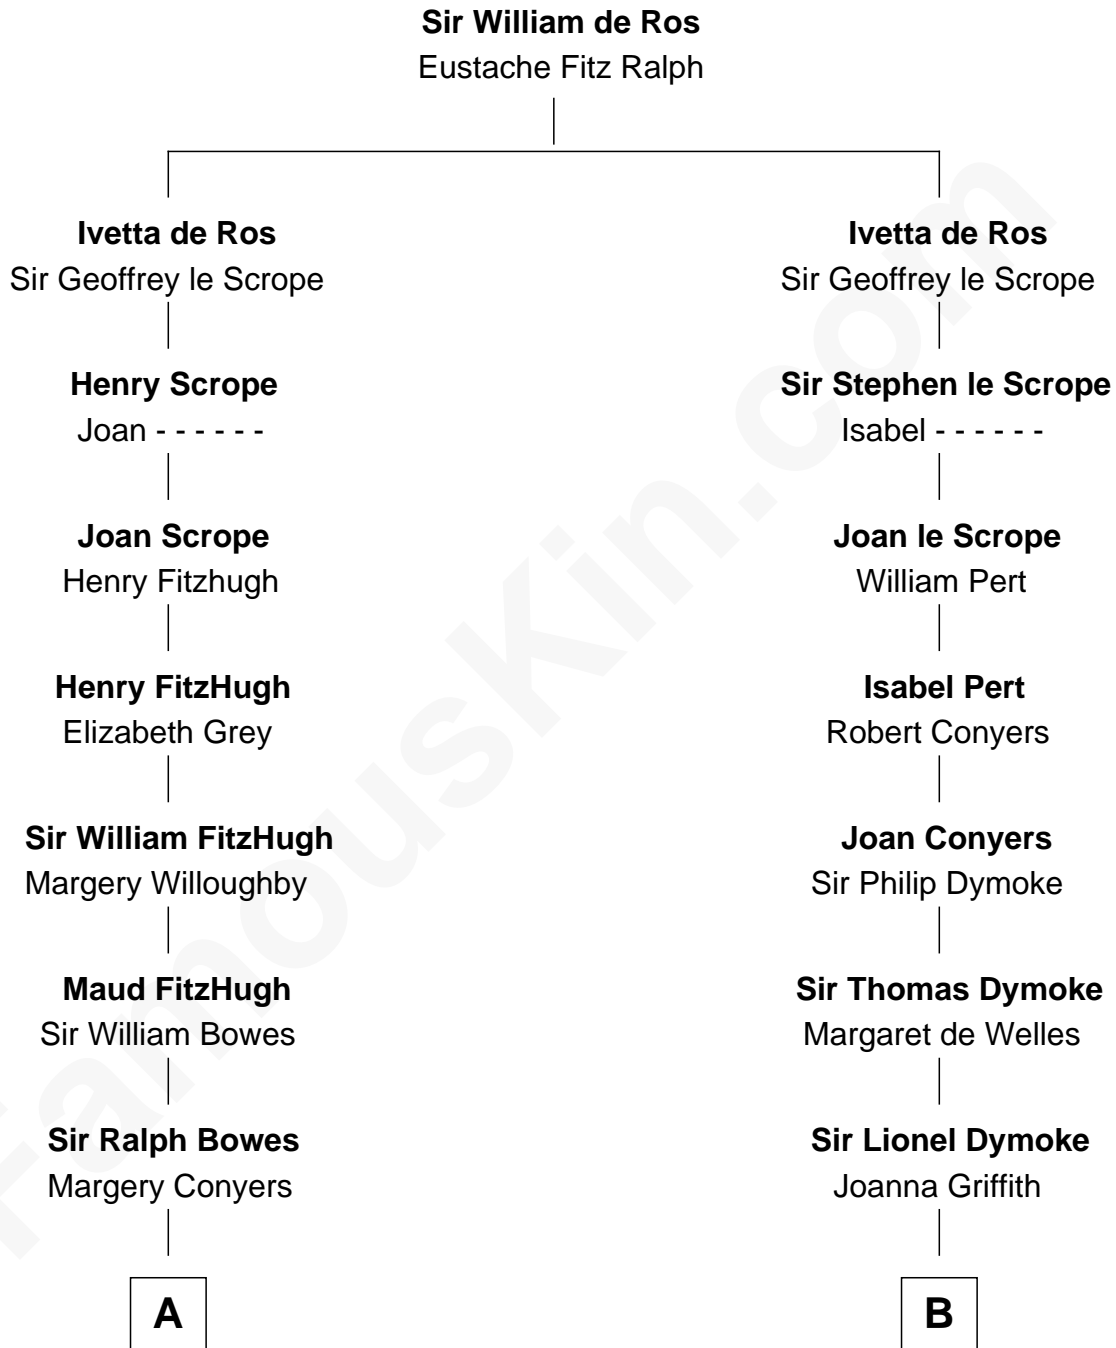 Sir William de Ros
Eustache Fitz Ralph
Ivetta de Ros
Sir Geoffrey le Scrope
Ivetta de Ros
Sir Geoffrey le Scrope
Henry Scrope
Joan - - - - - -
Sir Stephen le Scrope
Isabel - - - - - -
Joan Scrope
Henry Fitzhugh
Joan le Scrope
William Pert
Henry FitzHugh
Elizabeth Grey
Isabel Pert
Robert Conyers
Sir William FitzHugh
Margery Willoughby
Joan Conyers
Sir Philip Dymoke
Maud FitzHugh
Sir William Bowes
Sir Thomas Dymoke
Margaret de Welles
Sir Ralph Bowes
Margery Conyers
Sir Lionel Dymoke
Joanna Griffith
A
B
FamousKin.com